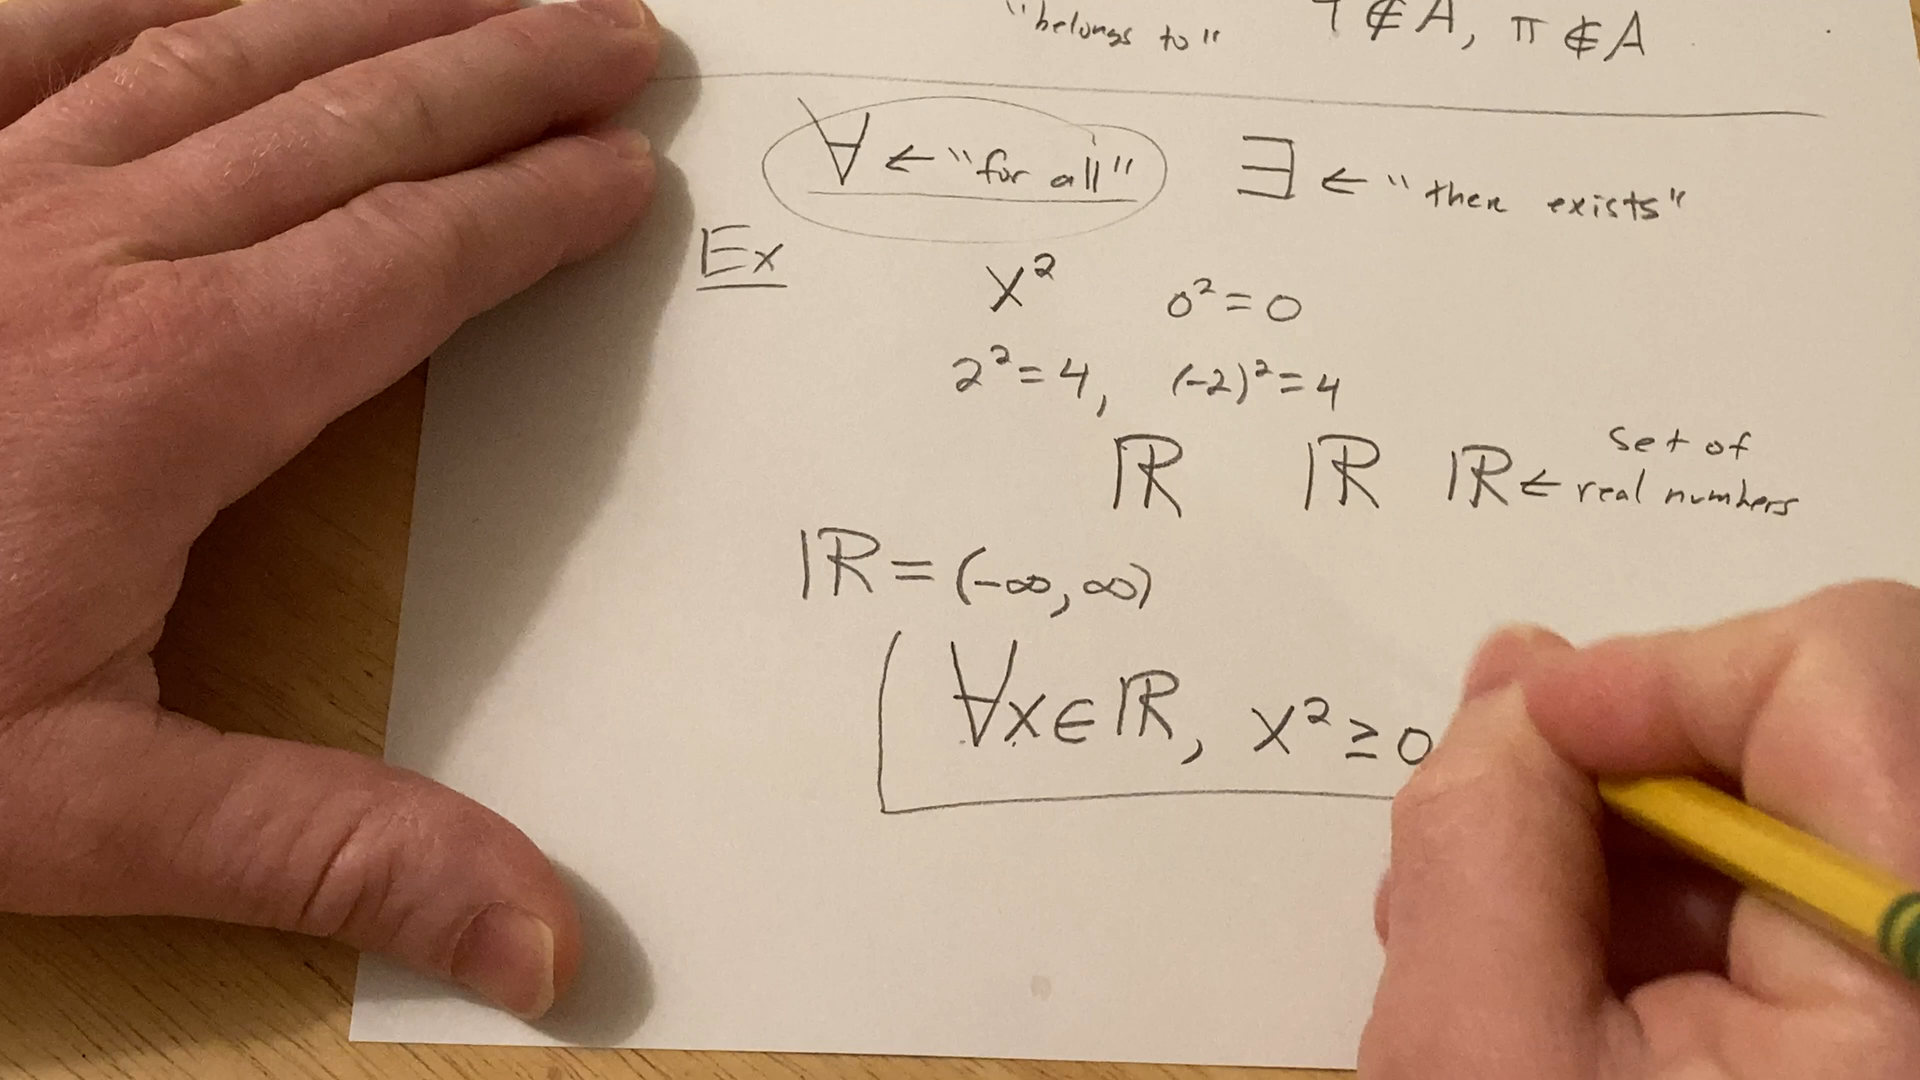 "belongs to" ∉ A, π ∉ A
∀ ← "for all" ∃ ← "there exists"
Ex x² 0² = 0
2² = 4, (-2)² = 4
ℝ ℝ ℝ ← set of
real numbers
ℝ = (-∞, ∞)
∀x ∈ ℝ, x² ≥ 0